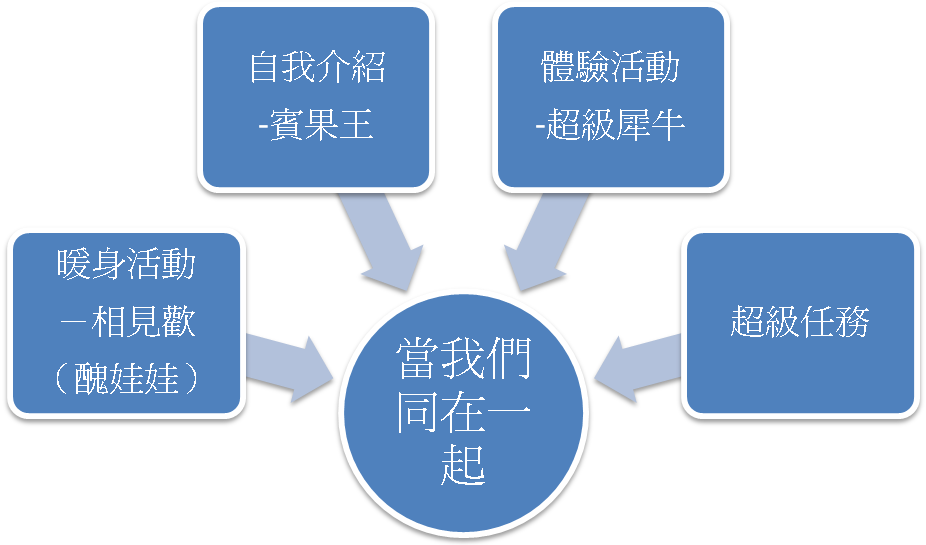 自我介紹
-賓果王
體驗活動
-超級犀牛
暖身活動
－相見歡
（醜娃娃）
超級任務
當我們
同在一
起